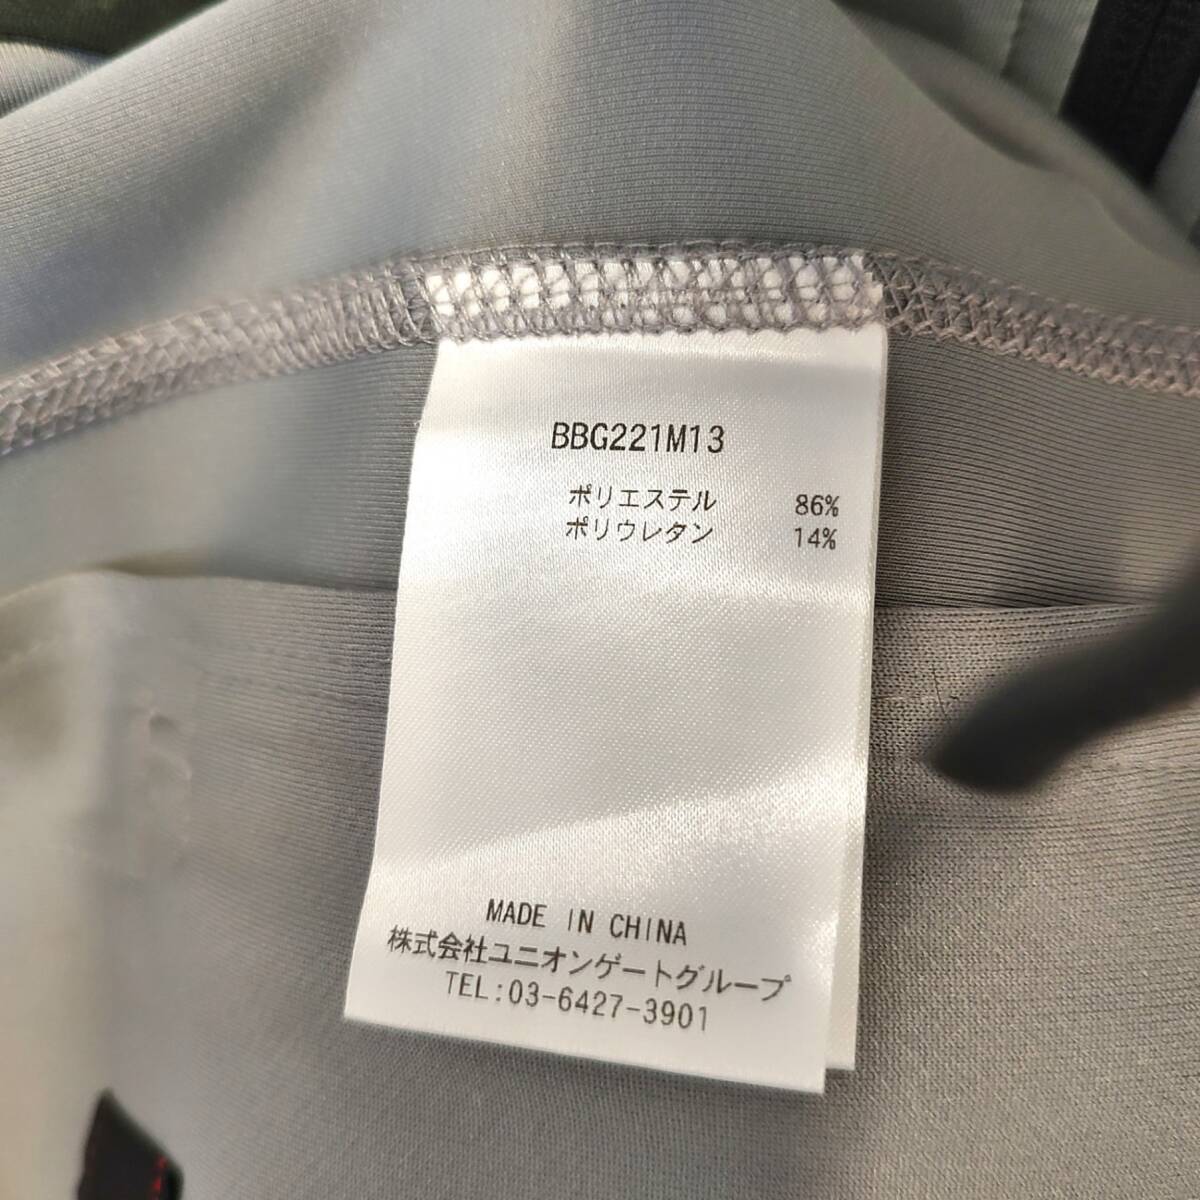 BBG221M13
ポリエステル 86%
ポリウレタン 14%
MADE IN CHINA
株式会社ユニオンゲートグループ
TEL:03-6427-3901